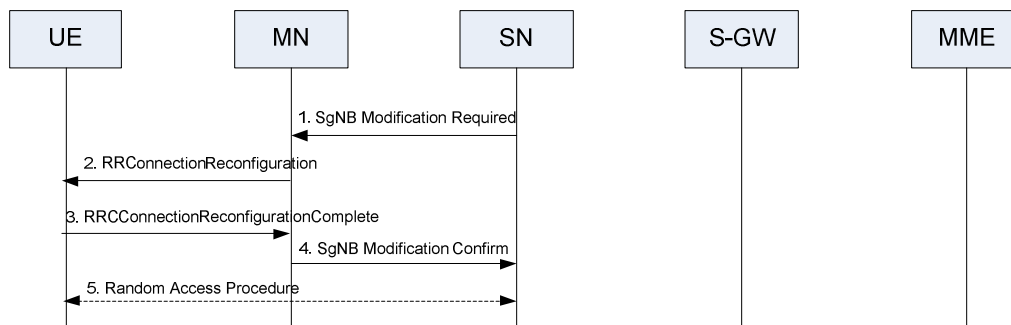 UE
MN
SN
S-GW
MME
1. SgNB Modification Required
2. RRConnectionReconfiguration
3. RRCConnectionReconfigurationComplete
4. SgNB Modification Confirm
5. Random Access Procedure